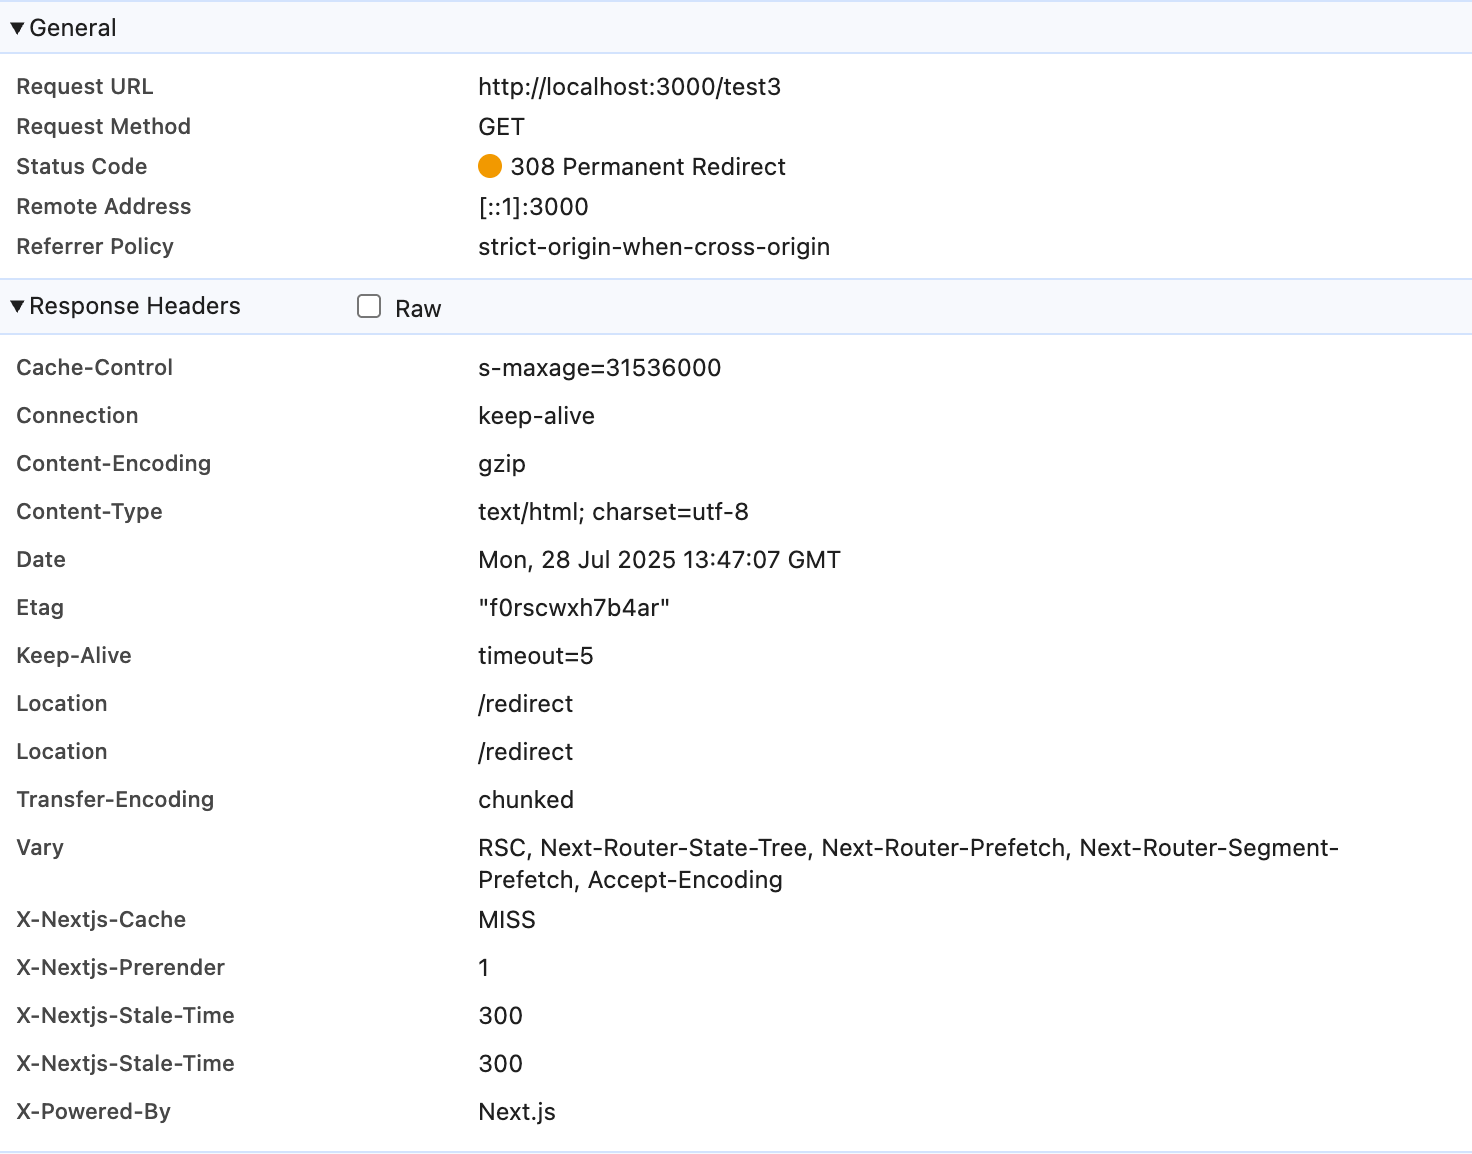 General
Request URL http://localhost:3000/test3
Request Method GET
Status Code 308 Permanent Redirect
Remote Address [::1]:3000
Referrer Policy strict-origin-when-cross-origin
Response Headers Raw
Cache-Control s-maxage=31536000
Connection keep-alive
Content-Encoding gzip
Content-Type text/html; charset=utf-8
Date Mon, 28 Jul 2025 13:47:07 GMT
Etag "f0rscwxh7b4ar"
Keep-Alive timeout=5
Location /redirect
Location /redirect
Transfer-Encoding chunked
Vary RSC, Next-Router-State-Tree, Next-Router-Prefetch, Next-Router-Segment-
Prefetch, Accept-Encoding
X-Nextjs-Cache MISS
X-Nextjs-Prerender 1
X-Nextjs-Stale-Time 300
X-Nextjs-Stale-Time 300
X-Powered-By Next.js